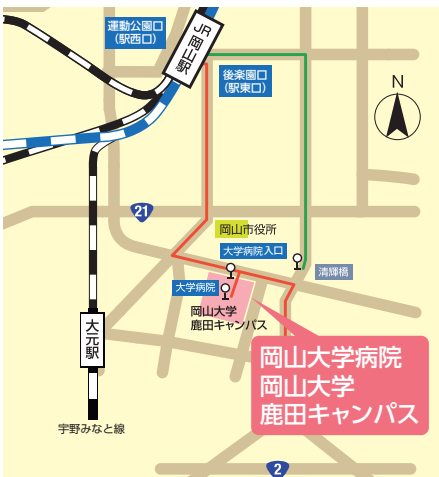 運動公園口
(駅西口)
JR岡山駅
後楽園口
(駅東口)
N
21
岡山市役所
大学病院入口
清輝橋
大学病院
岡山大学
鹿田キャンパス
大元駅
岡山大学病院
岡山大学
鹿田キャンパス
宇野みなと線
2